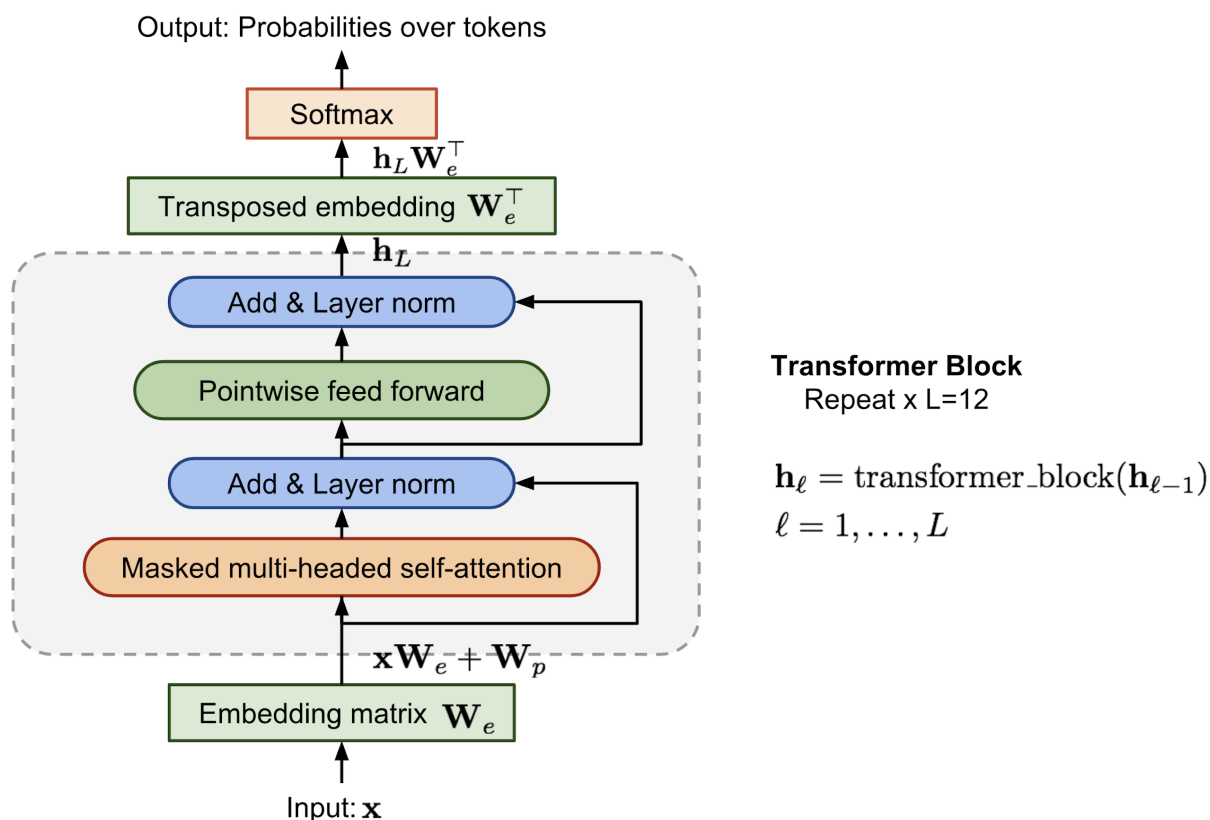 Output: Probabilities over tokens
Softmax
h_L W_e^⊤
Transposed embedding W_e^⊤
h_L
Add & Layer norm
Pointwise feed forward
Add & Layer norm
Masked multi-headed self-attention
xW_e + W_p
Embedding matrix W_e
Input: x
Transformer Block
Repeat x L=12
h_ℓ = transformer_block(h_{ℓ−1})
ℓ = 1, . . . , L